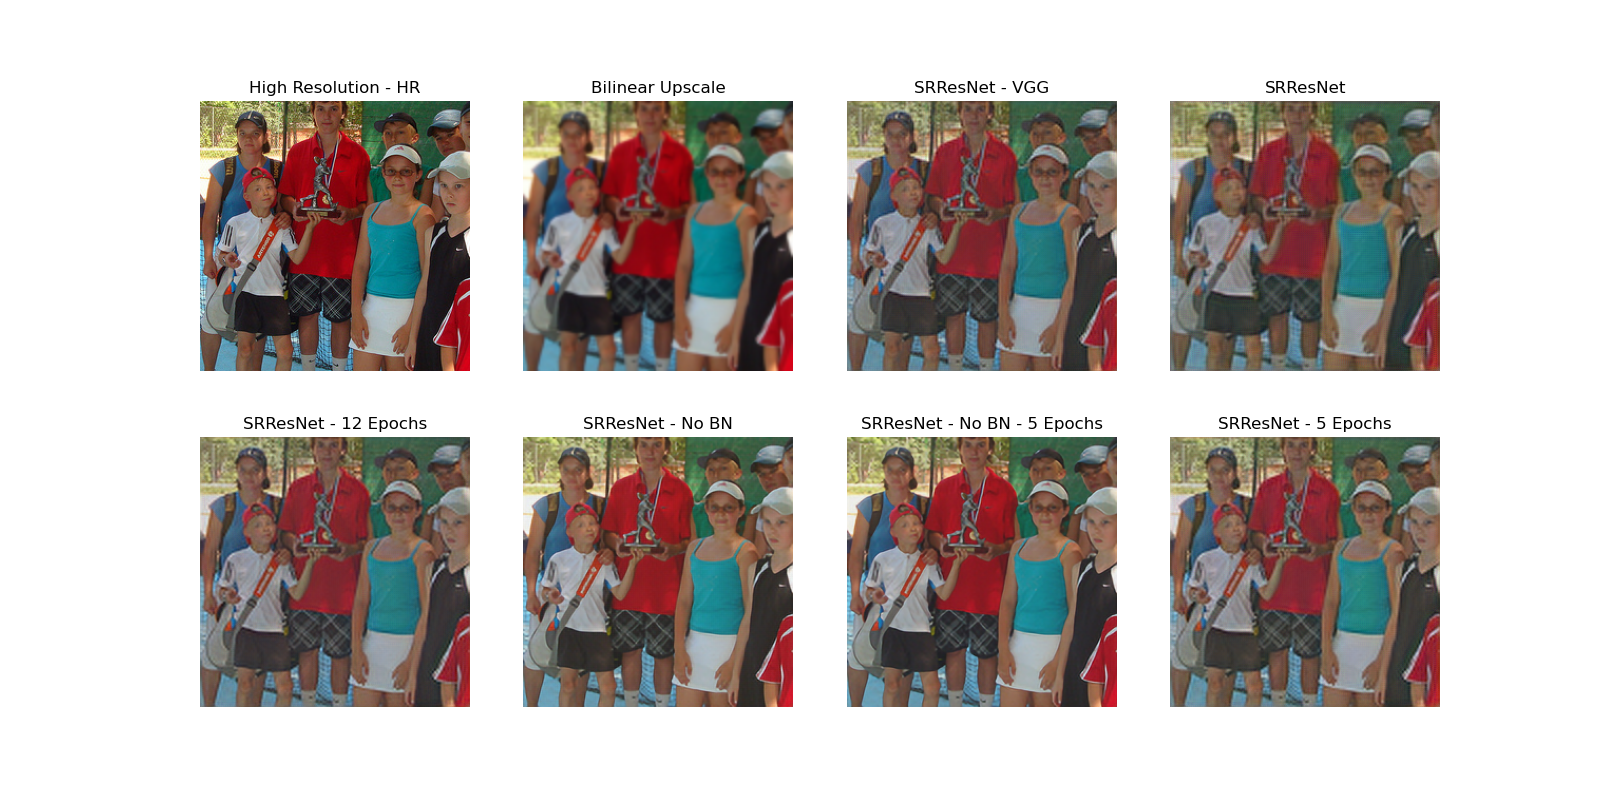 High Resolution - HR
Bilinear Upscale
SRResNet - VGG
SRResNet
SRResNet - 12 Epochs
SRResNet - No BN
SRResNet - No BN - 5 Epochs
SRResNet - 5 Epochs